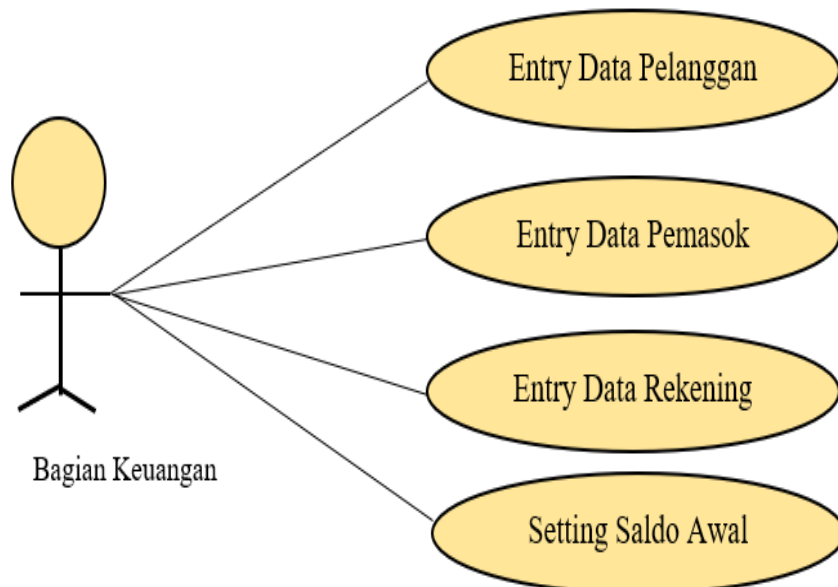 Entry Data Pelanggan
Entry Data Pemasok
Entry Data Rekening
Bagian Keuangan
Setting Saldo Awal